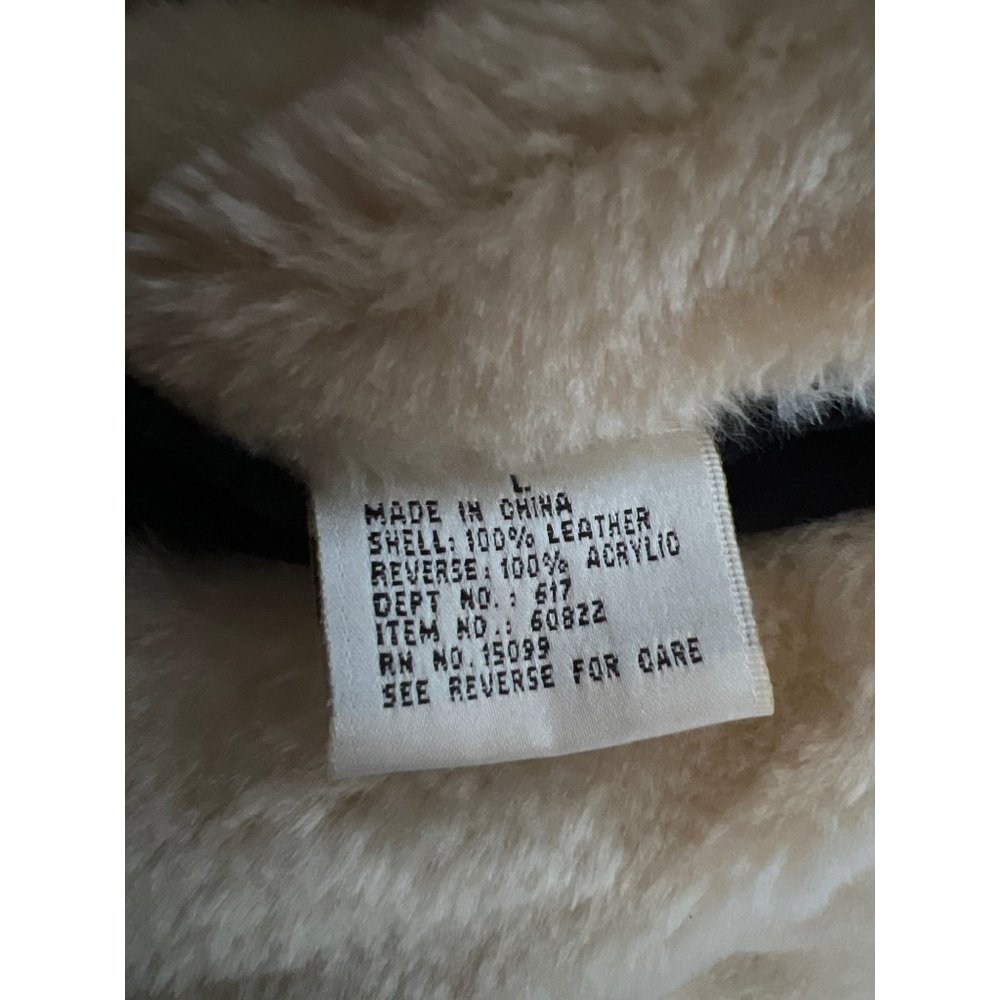 L.
MADE IN CHINA
SHELL: 100% LEATHER
REVERSE: 100% ACRYLIC
DEPT NO.: 617
ITEM NO.: 60822
RN NO. 15099
SEE REVERSE FOR CARE